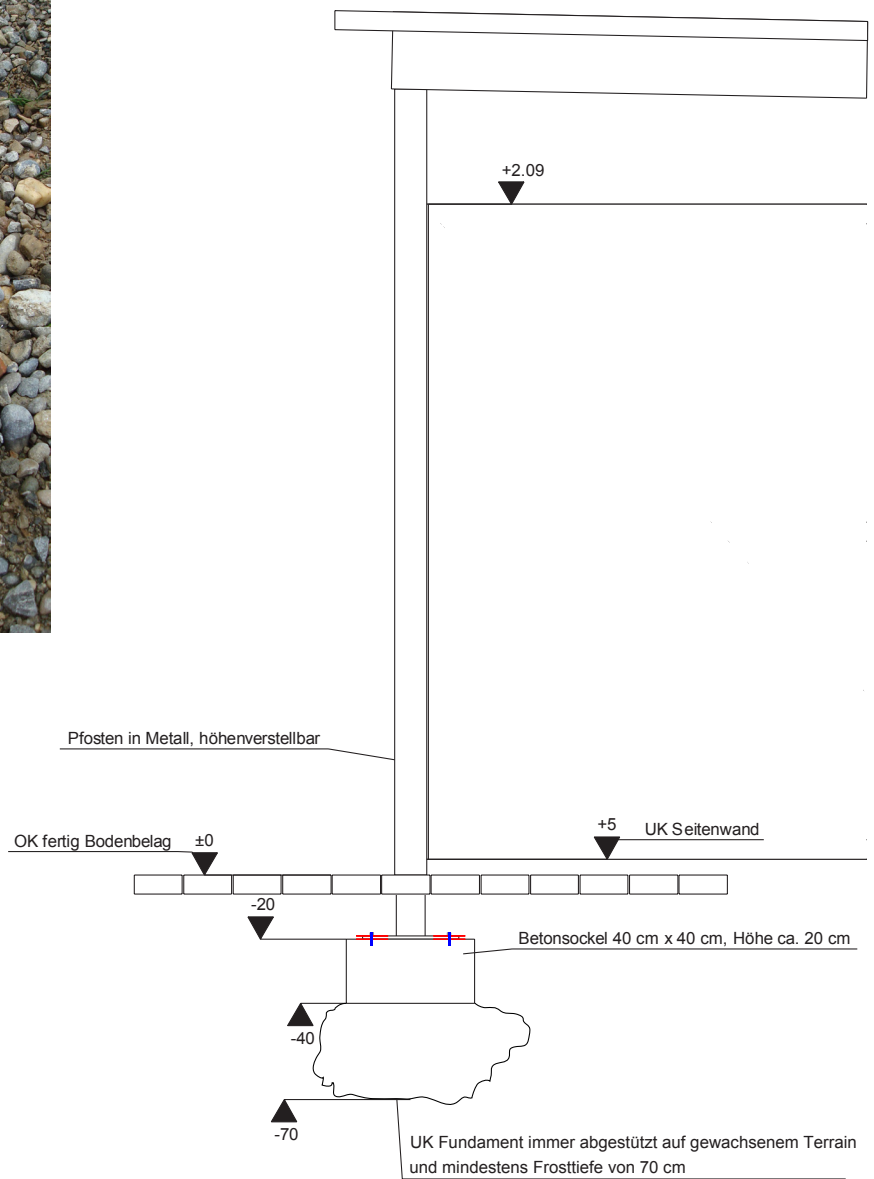 +2.09
Pfosten in Metall, höhenverstellbar
OK fertig Bodenbelag ±0
+5 UK Seitenwand
-20
Betonsockel 40 cm x 40 cm, Höhe ca. 20 cm
-40
-70
UK Fundament immer abgestützt auf gewachsenem Terrain
und mindestens Frosttiefe von 70 cm